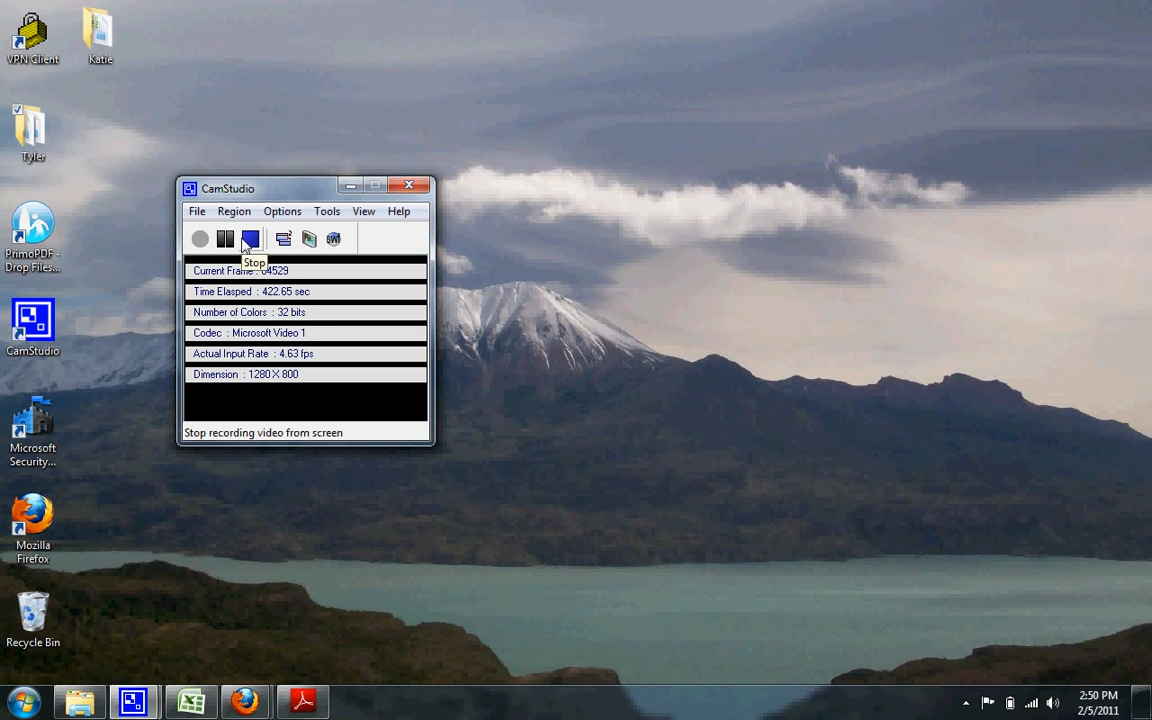 VPN Client
Katie
Tyler
PrimoPDF -
Drop Files...
CamStudio
Microsoft
Security...
Mozilla
Firefox
Recycle Bin
CamStudio
File Region Options Tools View Help
SWF
Stop
Current Frame : 04529
Time Elasped : 422.65 sec
Number of Colors : 32 bits
Codec : Microsoft Video 1
Actual Input Rate : 4.63 fps
Dimension : 1280 X 800
Stop recording video from screen
2:50 PM
2/5/2011